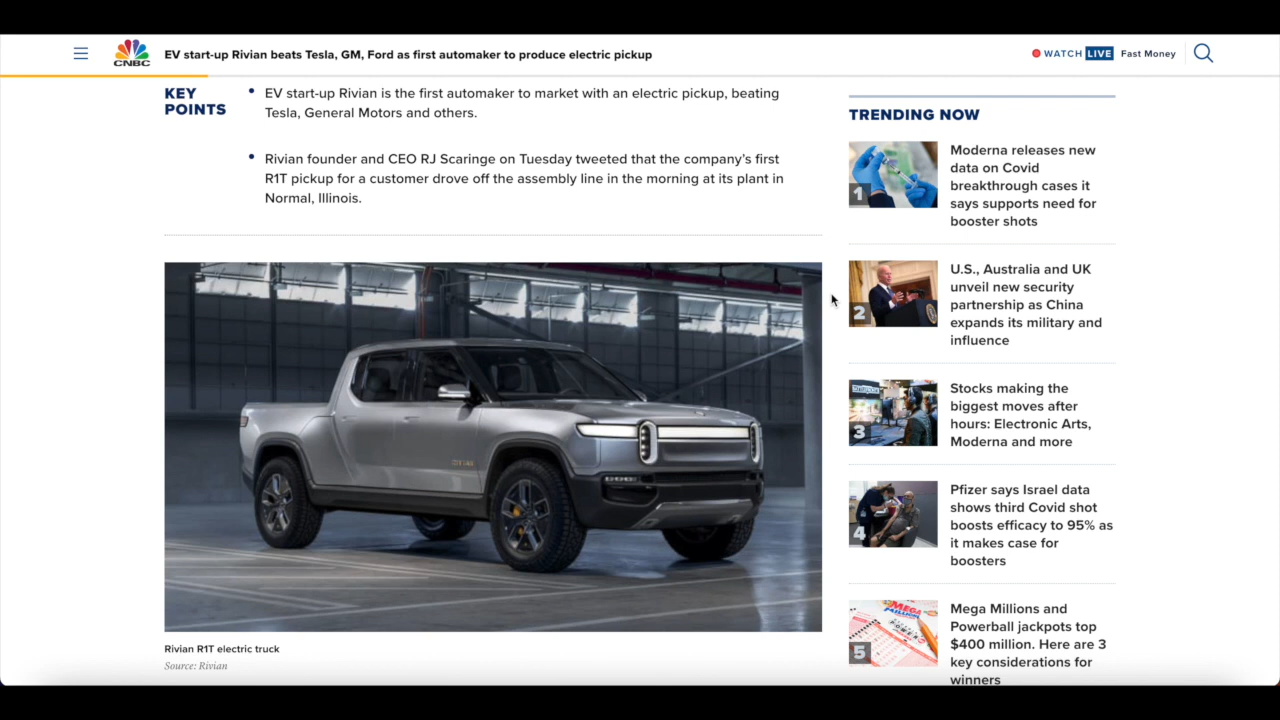 CNBC
EV start-up Rivian beats Tesla, GM, Ford as first automaker to produce electric pickup
WATCH LIVE Fast Money
KEY
POINTS
• EV start-up Rivian is the first automaker to market with an electric pickup, beating
Tesla, General Motors and others.
• Rivian founder and CEO RJ Scaringe on Tuesday tweeted that the company’s first
R1T pickup for a customer drove off the assembly line in the morning at its plant in
Normal, Illinois.
Rivian R1T electric truck
Source: Rivian
TRENDING NOW
1
Moderna releases new
data on Covid
breakthrough cases it
says supports need for
booster shots
2
U.S., Australia and UK
unveil new security
partnership as China
expands its military and
influence
3
Stocks making the
biggest moves after
hours: Electronic Arts,
Moderna and more
4
Pfizer says Israel data
shows third Covid shot
boosts efficacy to 95% as
it makes case for
boosters
5
Mega Millions and
Powerball jackpots top
$400 million. Here are 3
key considerations for
winners